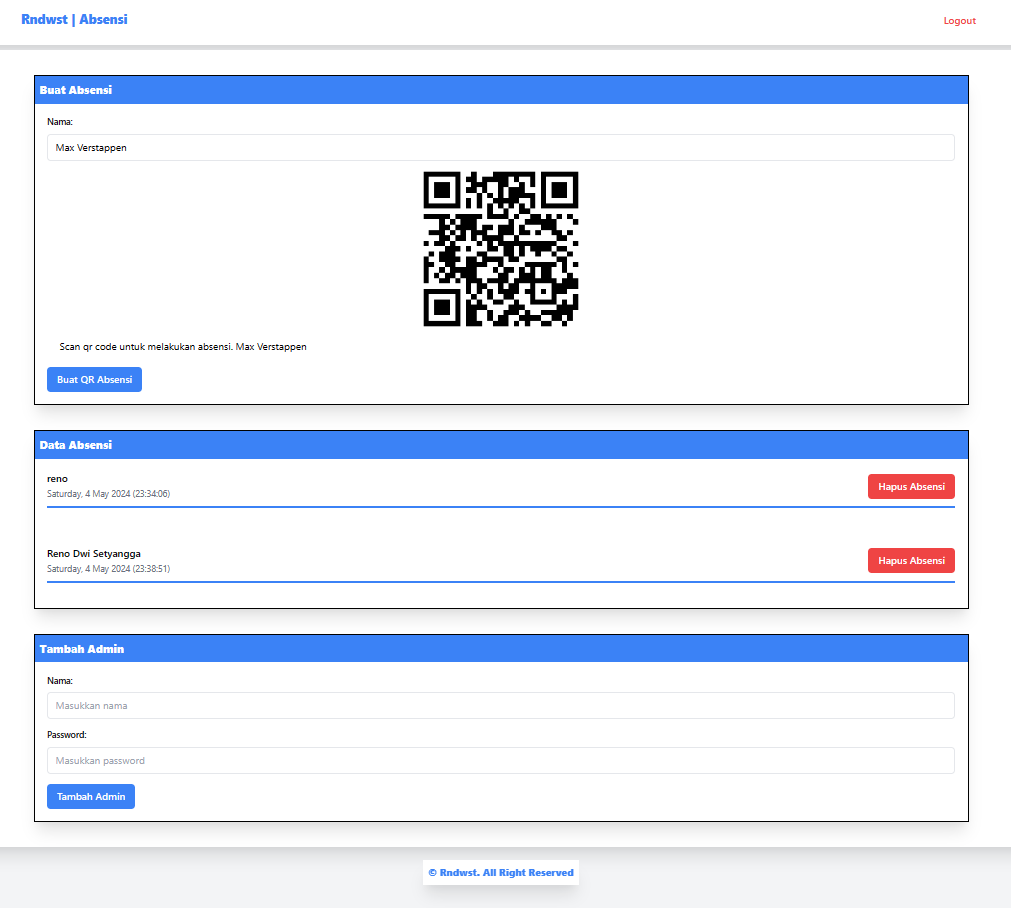 Rndwst | Absensi
Logout
Buat Absensi
Nama:
Max Verstappen
Scan qr code untuk melakukan absensi. Max Verstappen
Buat QR Absensi
Data Absensi
reno
Saturday, 4 May 2024 (23:34:06)
Hapus Absensi
Reno Dwi Setyangga
Saturday, 4 May 2024 (23:38:51)
Hapus Absensi
Tambah Admin
Nama:
Masukkan nama
Password:
Masukkan password
Tambah Admin
© Rndwst. All Right Reserved